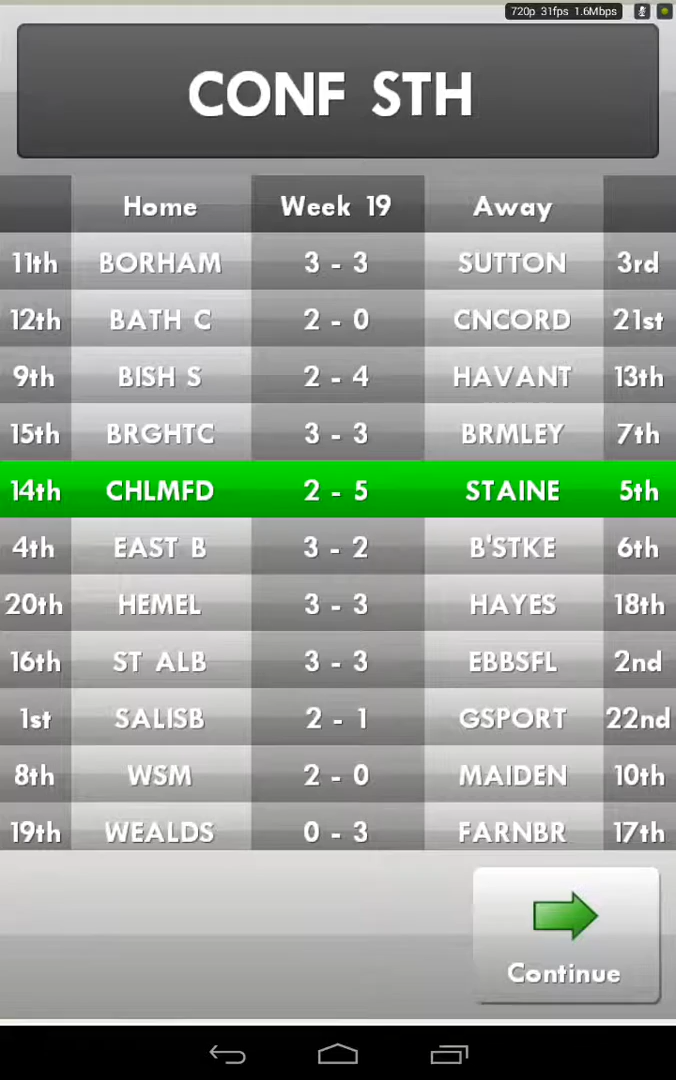 720p 31fps 1.6Mbps
CONF STH
Home Week 19 Away
11th BORHAM 3 - 3 SUTTON 3rd
12th BATH C 2 - 0 CNCORD 21st
9th BISH S 2 - 4 HAVANT 13th
15th BRGHTC 3 - 3 BRMLEY 7th
14th CHLMFD 2 - 5 STAINE 5th
4th EAST B 3 - 2 B'STKE 6th
20th HEMEL 3 - 3 HAYES 18th
16th ST ALB 3 - 3 EBBSFL 2nd
1st SALISB 2 - 1 GSPORT 22nd
8th WSM 2 - 0 MAIDEN 10th
19th WEALDS 0 - 3 FARNBR 17th
Continue